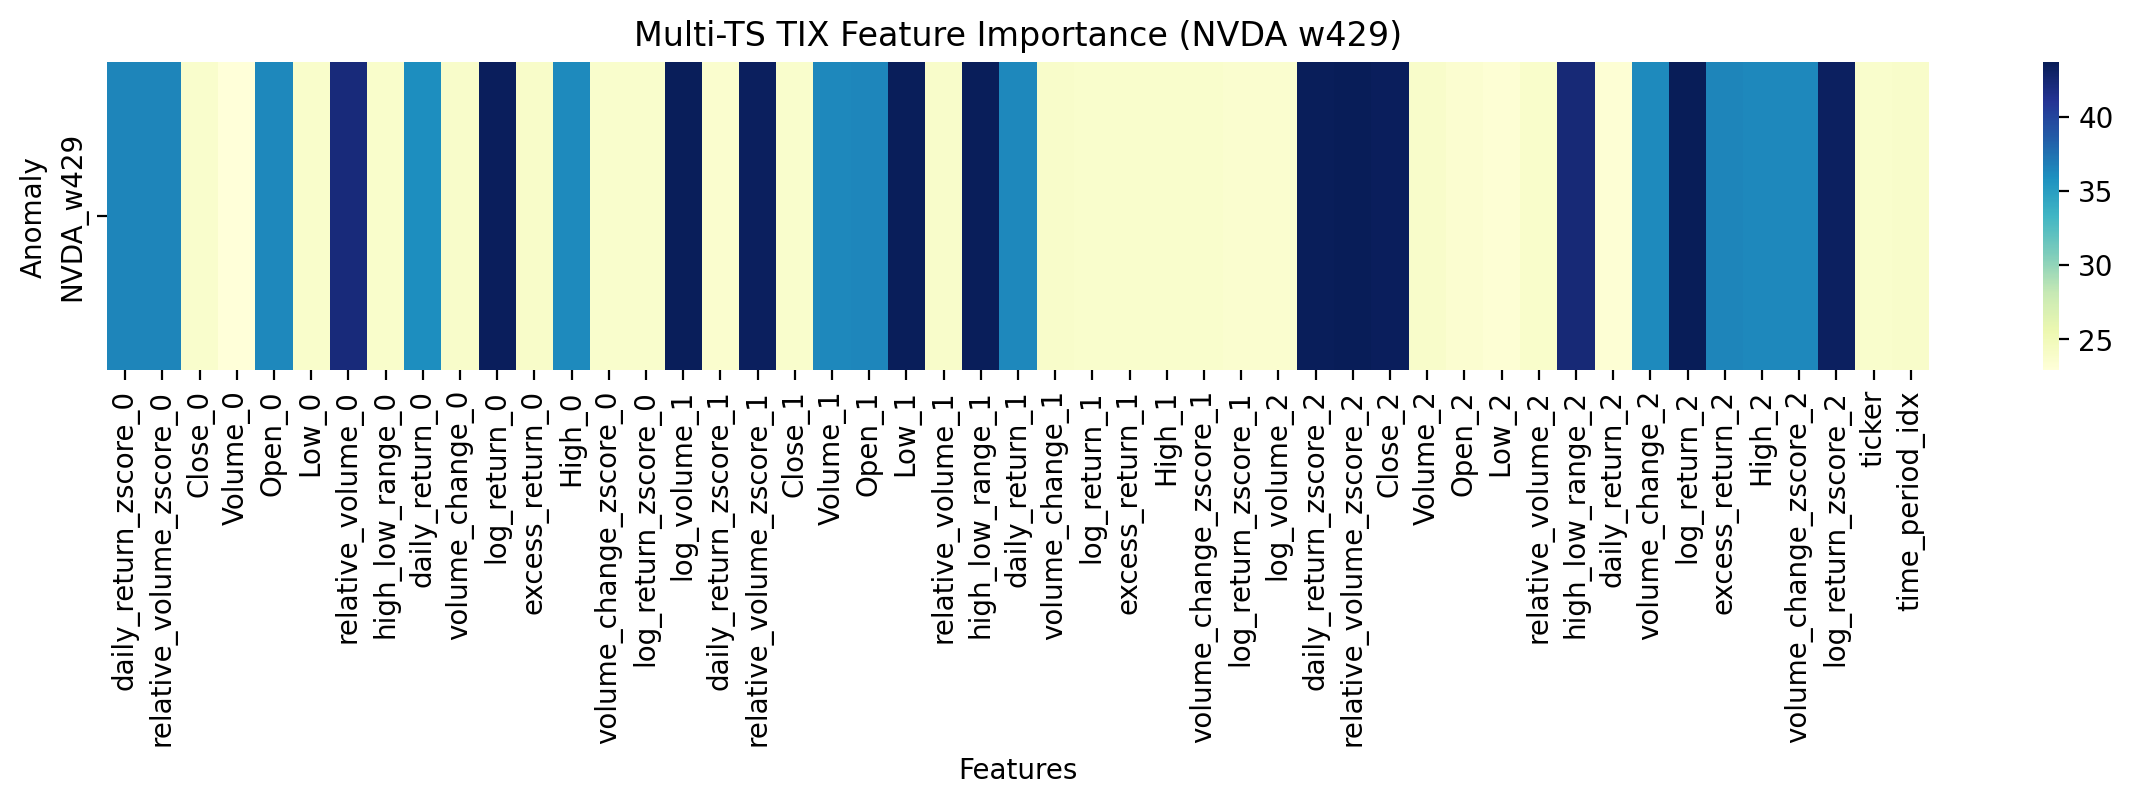 Multi-TS TIX Feature Importance (NVDA w429)
Anomaly
NVDA_w429
40
35
30
25
daily_return_zscore_0
relative_volume_zscore_0
Close_0
Volume_0
Open_0
Low_0
relative_volume_0
high_low_range_0
daily_return_0
volume_change_0
log_return_0
excess_return_0
High_0
volume_change_zscore_0
log_return_zscore_0
log_volume_1
daily_return_zscore_1
relative_volume_zscore_1
Close_1
Volume_1
Open_1
Low_1
relative_volume_1
high_low_range_1
daily_return_1
volume_change_1
log_return_1
excess_return_1
High_1
volume_change_zscore_1
log_return_zscore_1
log_volume_2
daily_return_zscore_2
relative_volume_zscore_2
Close_2
Volume_2
Open_2
Low_2
relative_volume_2
high_low_range_2
daily_return_2
volume_change_2
log_return_2
excess_return_2
High_2
volume_change_zscore_2
log_return_zscore_2
ticker
time_period_idx
Features